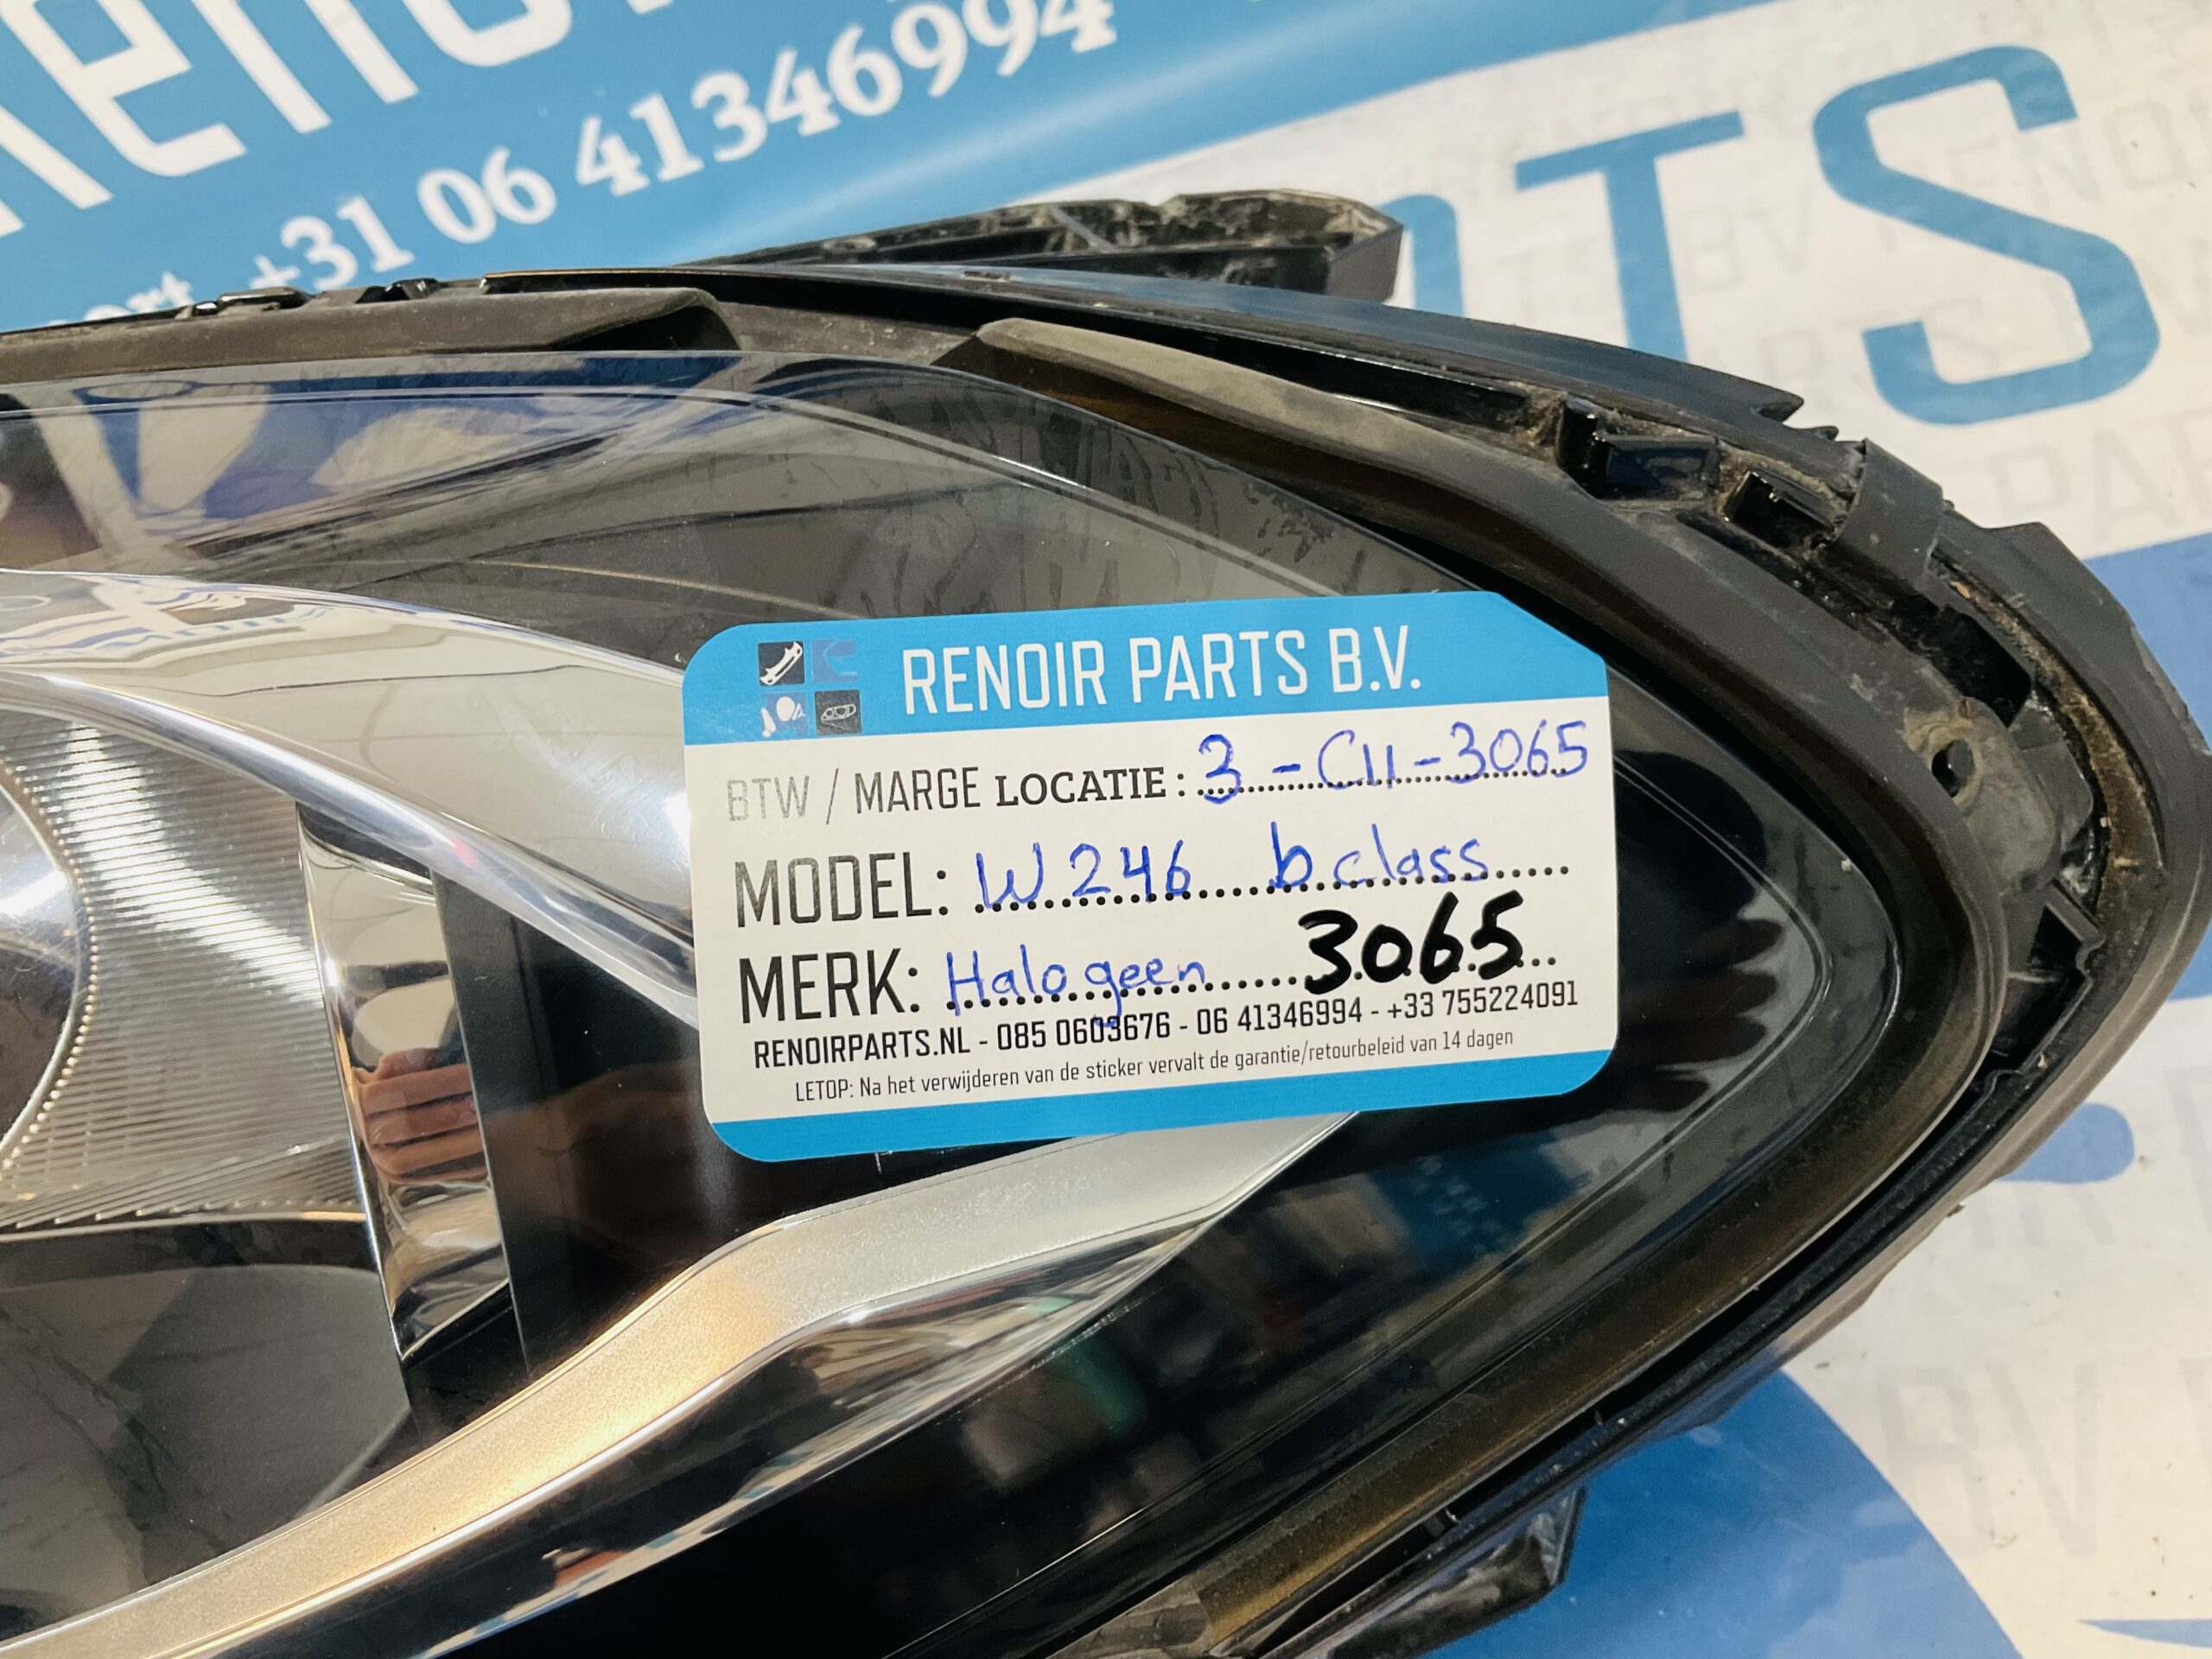 +31 06 41346994
RENOIR PARTS B.V.
BTW / MARGE LOCATIE: 3-C11-3065
MODEL: W246 b class
MERK: Halogeen 3065
RENOIRPARTS.NL - 085 0603676 - 06 41346994 - +33 755224091
LETOP: Na het verwijderen van de sticker vervalt de garantie/retourbeleid van 14 dagen